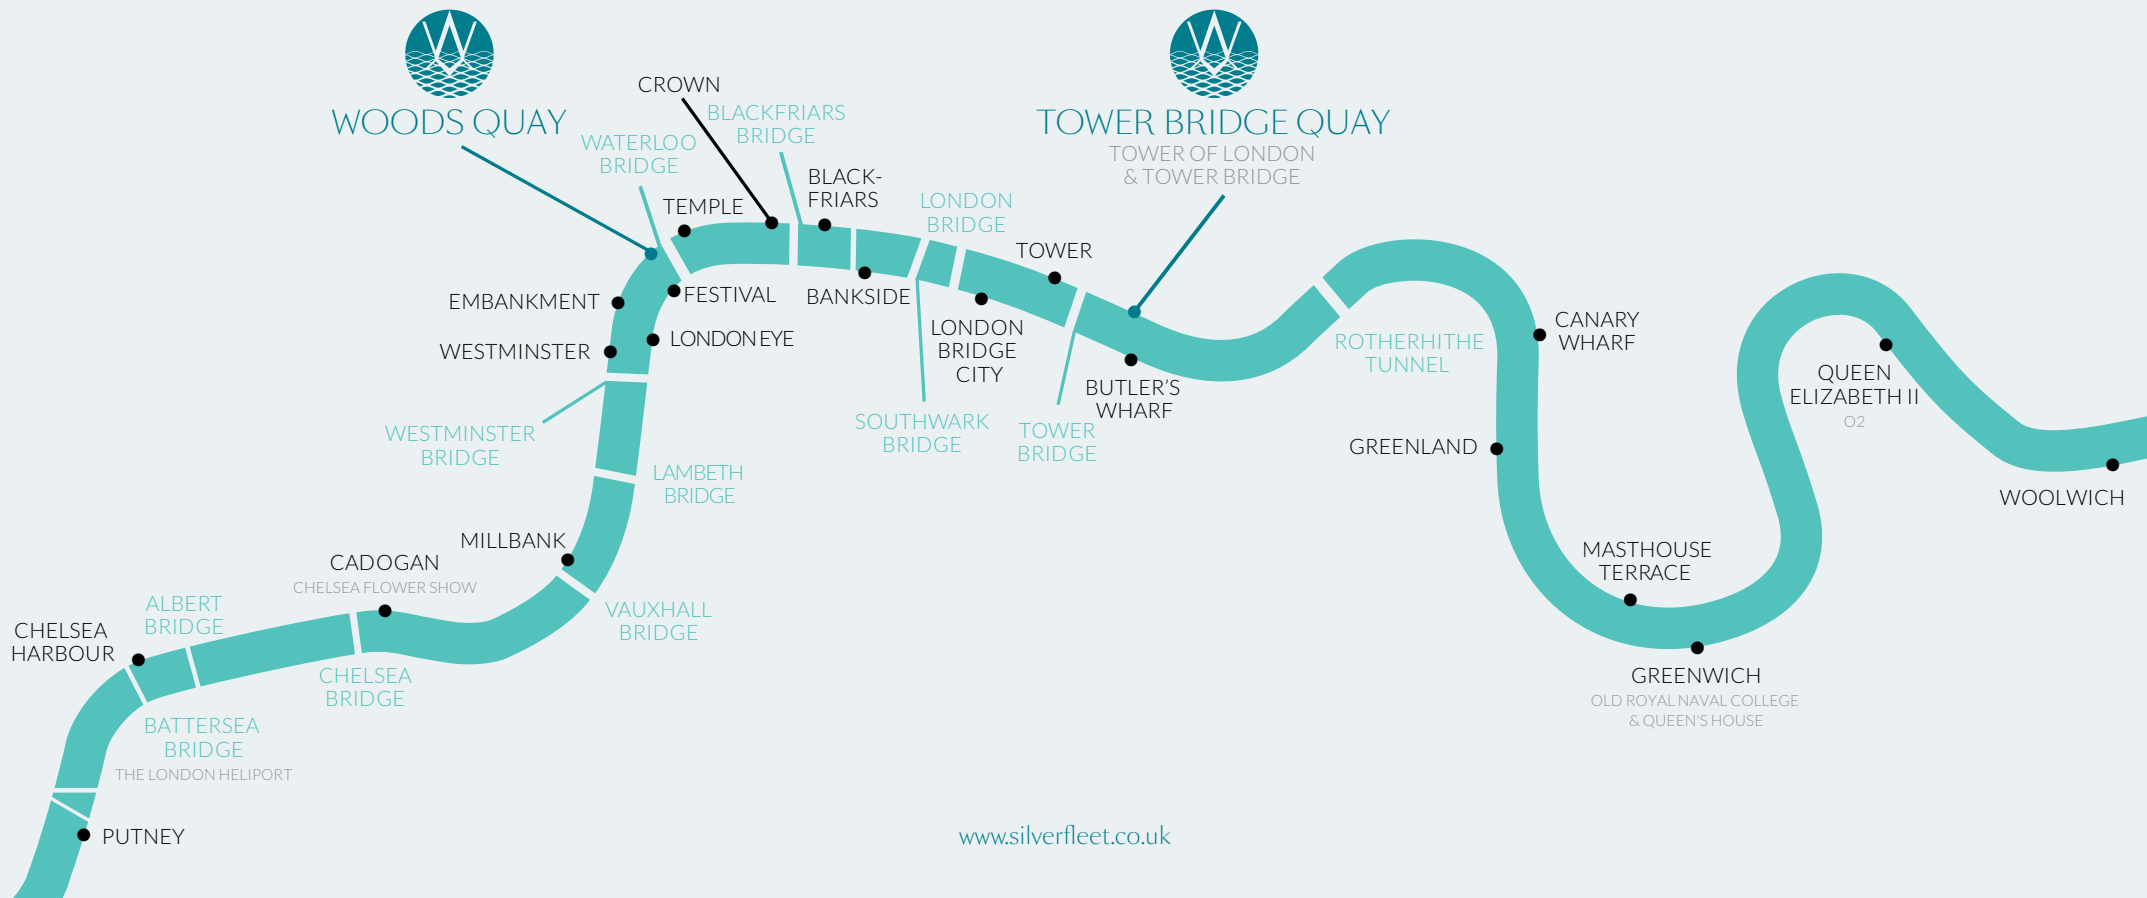 CROWN
WOODS QUAY
BLACKFRIARS
BRIDGE
TOWER BRIDGE QUAY
TOWER OF LONDON
& TOWER BRIDGE
WATERLOO
BRIDGE
BLACK-
FRIARS
TEMPLE
LONDON
BRIDGE
TOWER
EMBANKMENT
FESTIVAL
BANKSIDE
WESTMINSTER
LONDON EYE
LONDON
BRIDGE
CITY
ROTHERHITHE
TUNNEL
CANARY
WHARF
BUTLER'S
WHARF
QUEEN
ELIZABETH II
O2
WESTMINSTER
BRIDGE
SOUTHWARK
BRIDGE
TOWER
BRIDGE
GREENLAND
LAMBETH
BRIDGE
WOOLWICH
MILLBANK
CADOGAN
CHELSEA FLOWER SHOW
MASTHOUSE
TERRACE
ALBERT
BRIDGE
VAUXHALL
BRIDGE
CHELSEA
HARBOUR
CHELSEA
BRIDGE
GREENWICH
OLD ROYAL NAVAL COLLEGE
& QUEEN'S HOUSE
BATTERSEA
BRIDGE
THE LONDON HELIPORT
PUTNEY
www.silverfleet.co.uk